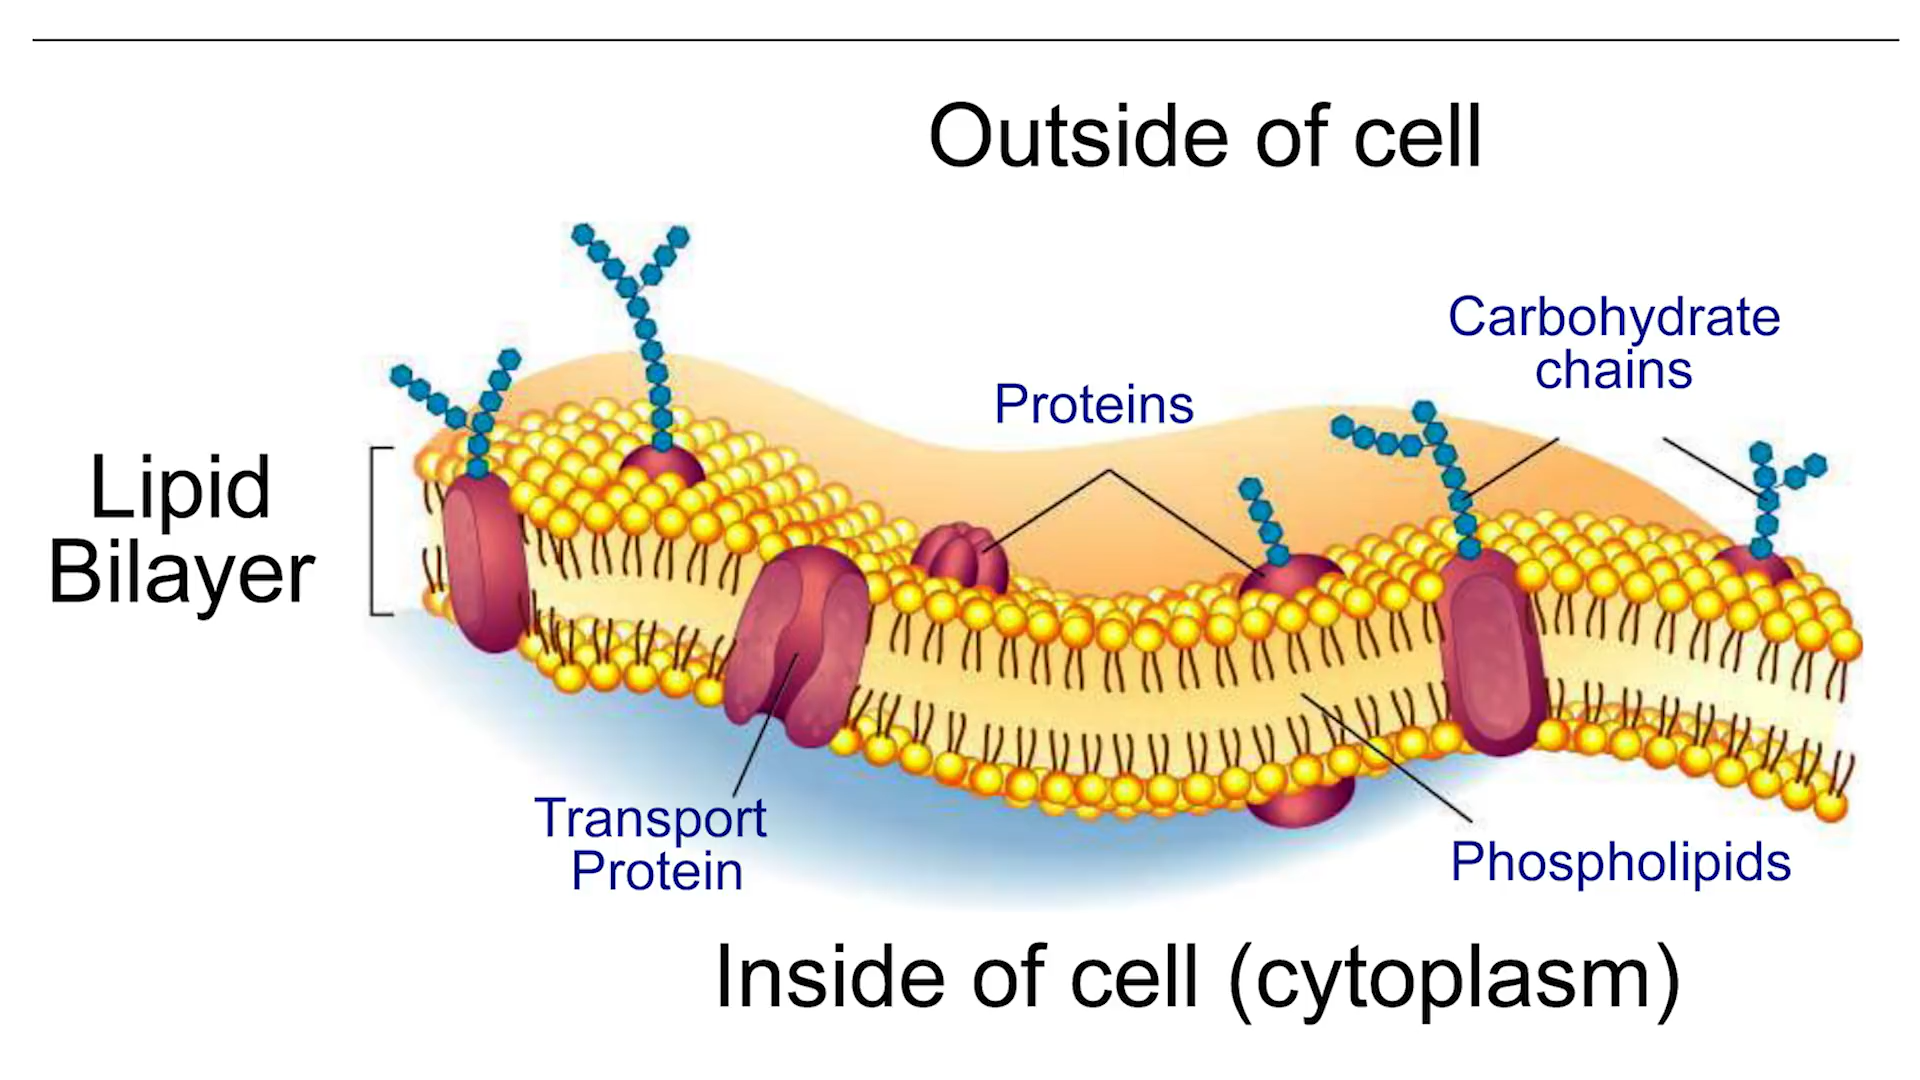 Outside of cell
Carbohydrate
chains
Proteins
Lipid
Bilayer
Transport
Protein
Phospholipids
Inside of cell (cytoplasm)